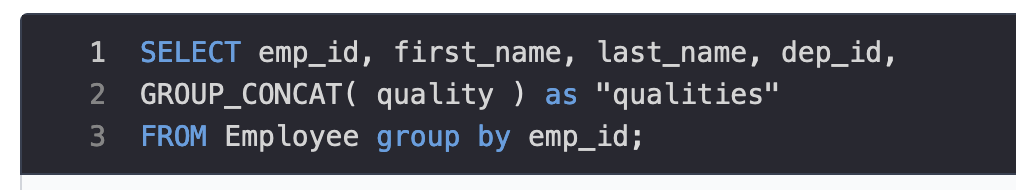 1 SELECT emp_id, first_name, last_name, dep_id,
2 GROUP_CONCAT( quality ) as "qualities"
3 FROM Employee group by emp_id;